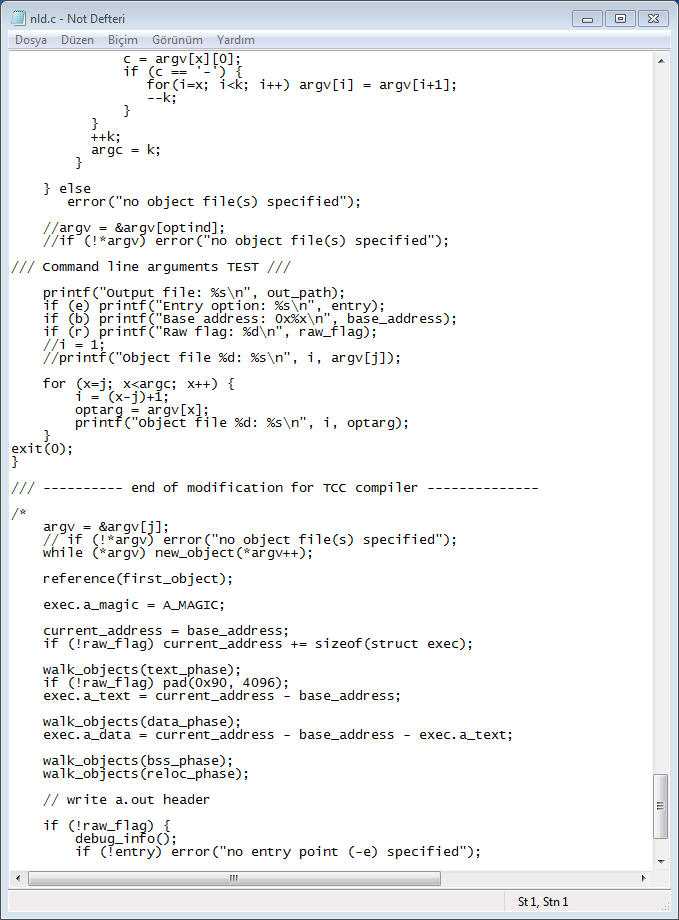 nld.c - Not Defteri
Dosya Düzen Biçim Görünüm Yardım
              c = argv[x][0];
              if (c == '-') {
                 for(i=x; i<k; i++) argv[i] = argv[i+1];
                 --k;
              }
          }
          ++k;
          argc = k;
        }

    } else
       error("no object file(s) specified");

    //argv = &argv[optind];
    //if (!*argv) error("no object file(s) specified");

/// Command line arguments TEST ///

    printf("Output file: %s\n", out_path);
    if (e) printf("Entry option: %s\n", entry);
    if (b) printf("Base address: 0x%x\n", base_address);
    if (r) printf("Raw flag: %d\n", raw_flag);
    //i = 1;
    //printf("Object file %d: %s\n", i, argv[j]);

    for (x=j; x<argc; x++) {
        i = (x-j)+1;
        optarg = argv[x];
        printf("Object file %d: %s\n", i, optarg);
    }
exit(0);
}

/// ---------- end of modification for TCC compiler --------------

/*
    argv = &argv[j];
    // if (!*argv) error("no object file(s) specified");
    while (*argv) new_object(*argv++);

    reference(first_object);

    exec.a_magic = A_MAGIC;

    current_address = base_address;
    if (!raw_flag) current_address += sizeof(struct exec);

    walk_objects(text_phase);
    if (!raw_flag) pad(0x90, 4096);
    exec.a_text = current_address - base_address;

    walk_objects(data_phase);
    exec.a_data = current_address - base_address - exec.a_text;

    walk_objects(bss_phase);
    walk_objects(reloc_phase);

    // write a.out header

    if (!raw_flag) {
        debug_info();
        if (!entry) error("no entry point (-e) specified");
St 1, Stn 1